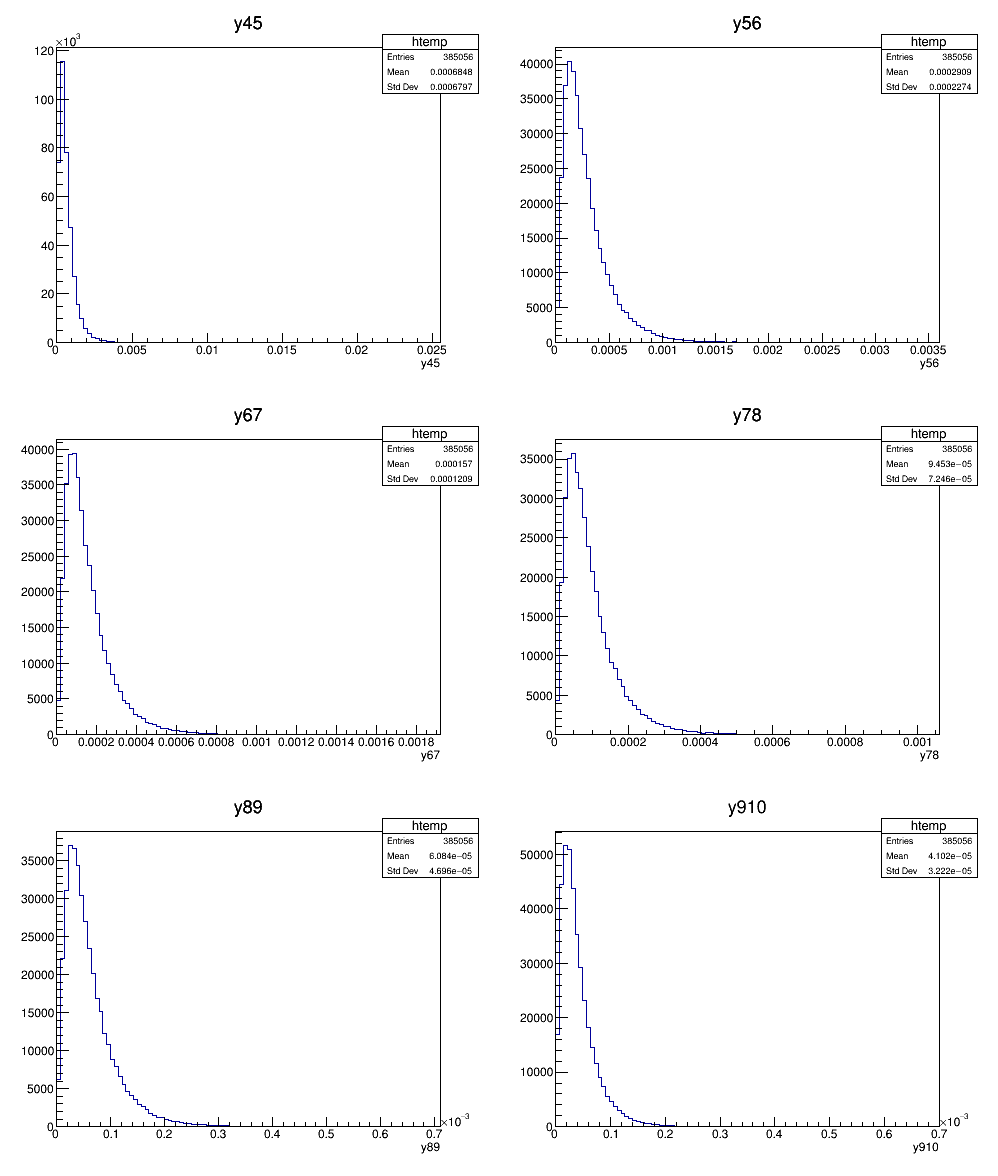 y45
×10³
htemp
Entries 385056
Mean 0.0006848
Std Dev 0.0006797
120
100
80
60
40
20
0
0 0.005 0.01 0.015 0.02 0.025
y45
y56
htemp
Entries 385056
Mean 0.0002909
Std Dev 0.0002274
40000
35000
30000
25000
20000
15000
10000
5000
0
0 0.0005 0.001 0.0015 0.002 0.0025 0.003 0.0035
y56
y67
htemp
Entries 385056
Mean 0.000157
Std Dev 0.0001209
40000
35000
30000
25000
20000
15000
10000
5000
0
0 0.0002 0.0004 0.0006 0.0008 0.001 0.0012 0.0014 0.0016 0.0018
y67
y78
htemp
Entries 385056
Mean 9.453e−05
Std Dev 7.246e−05
35000
30000
25000
20000
15000
10000
5000
0
0 0.0002 0.0004 0.0006 0.0008 0.001
y78
y89
htemp
Entries 385056
Mean 6.084e−05
Std Dev 4.696e−05
35000
30000
25000
20000
15000
10000
5000
0
0 0.1 0.2 0.3 0.4 0.5 0.6 0.7
×10⁻³
y89
y910
htemp
Entries 385056
Mean 4.102e−05
Std Dev 3.222e−05
50000
40000
30000
20000
10000
0
0 0.1 0.2 0.3 0.4 0.5 0.6 0.7
×10⁻³
y910